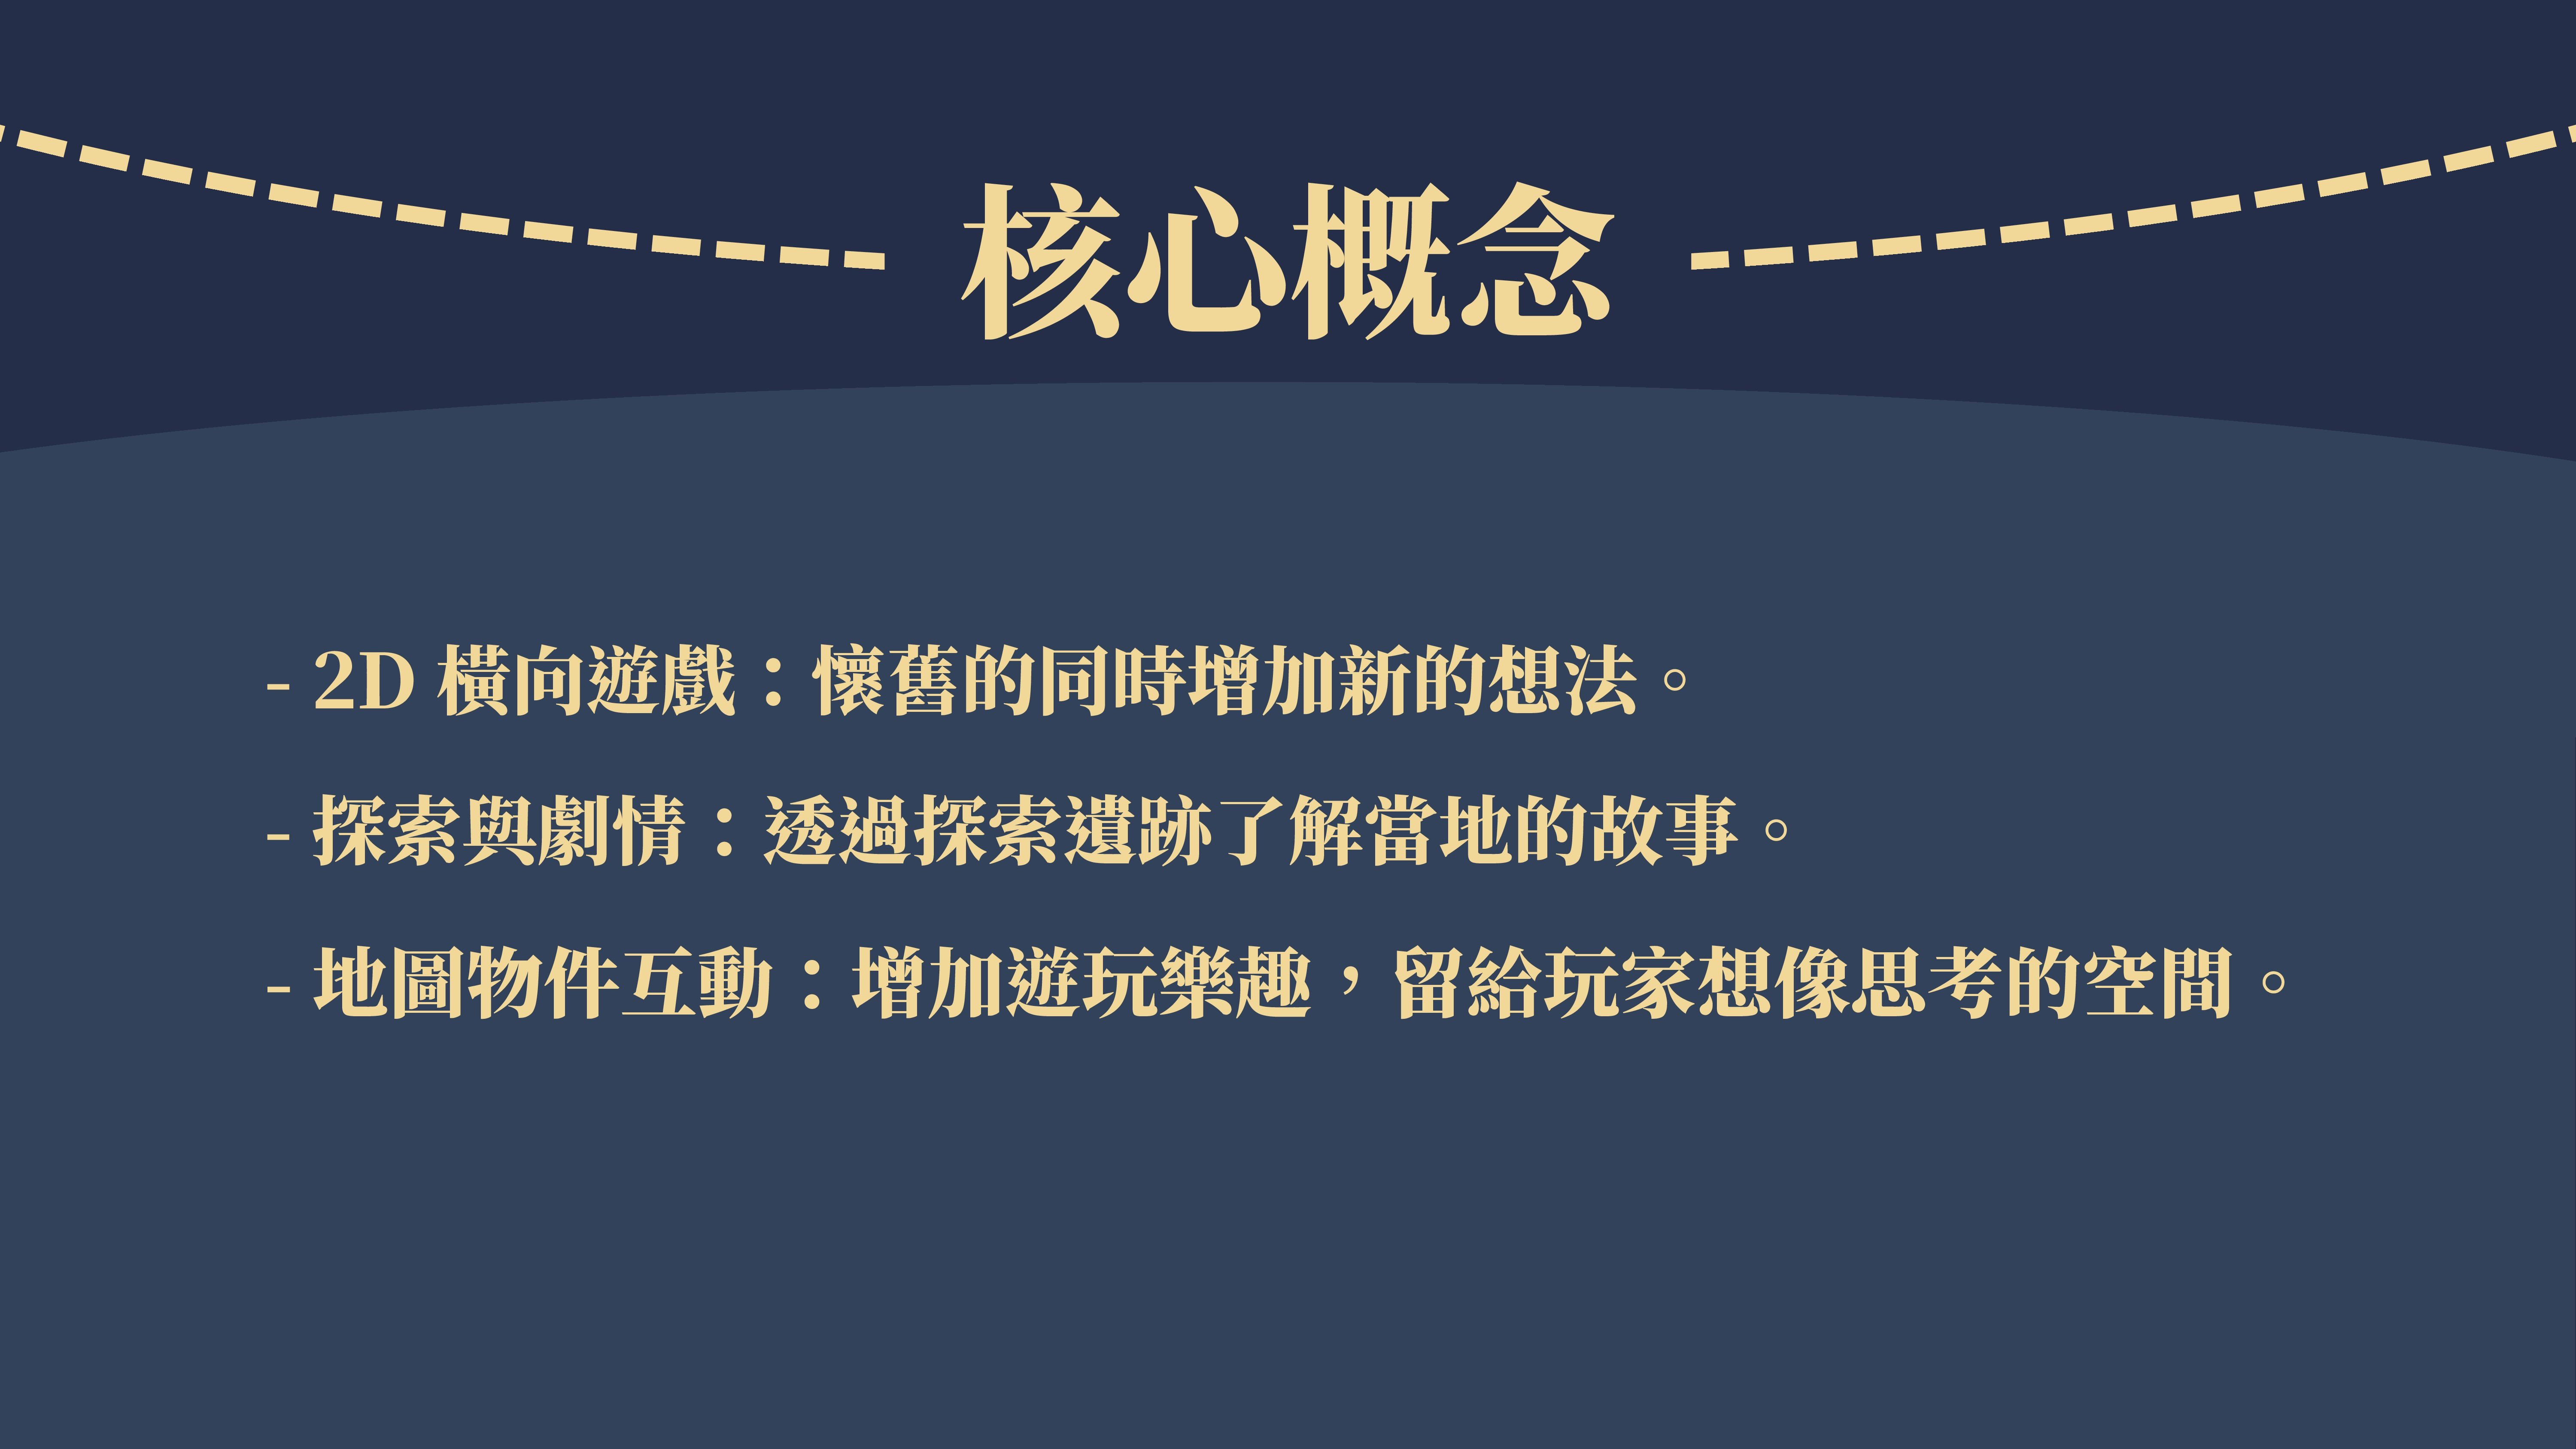 核心概念
- 2D 橫向遊戲：懷舊的同時增加新的想法。
- 探索與劇情：透過探索遺跡了解當地的故事。
- 地圖物件互動：增加遊玩樂趣，留給玩家想像思考的空間。